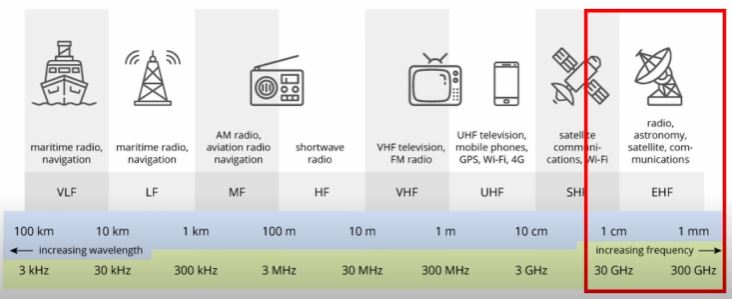 maritime radio,
navigation
maritime radio,
navigation
AM radio,
aviation radio
navigation
shortwave
radio
VHF television,
FM radio
UHF television,
mobile phones,
GPS, Wi-Fi, 4G
satellite
communi-
cations, Wi-Fi
radio,
astronomy,
satellite, com-
munications
VLF LF MF HF VHF UHF SHF EHF
100 km 10 km 1 km 100 m 10 m 1 m 10 cm 1 cm 1 mm
increasing wavelength increasing frequency
3 kHz 30 kHz 300 kHz 3 MHz 30 MHz 300 MHz 3 GHz 30 GHz 300 GHz